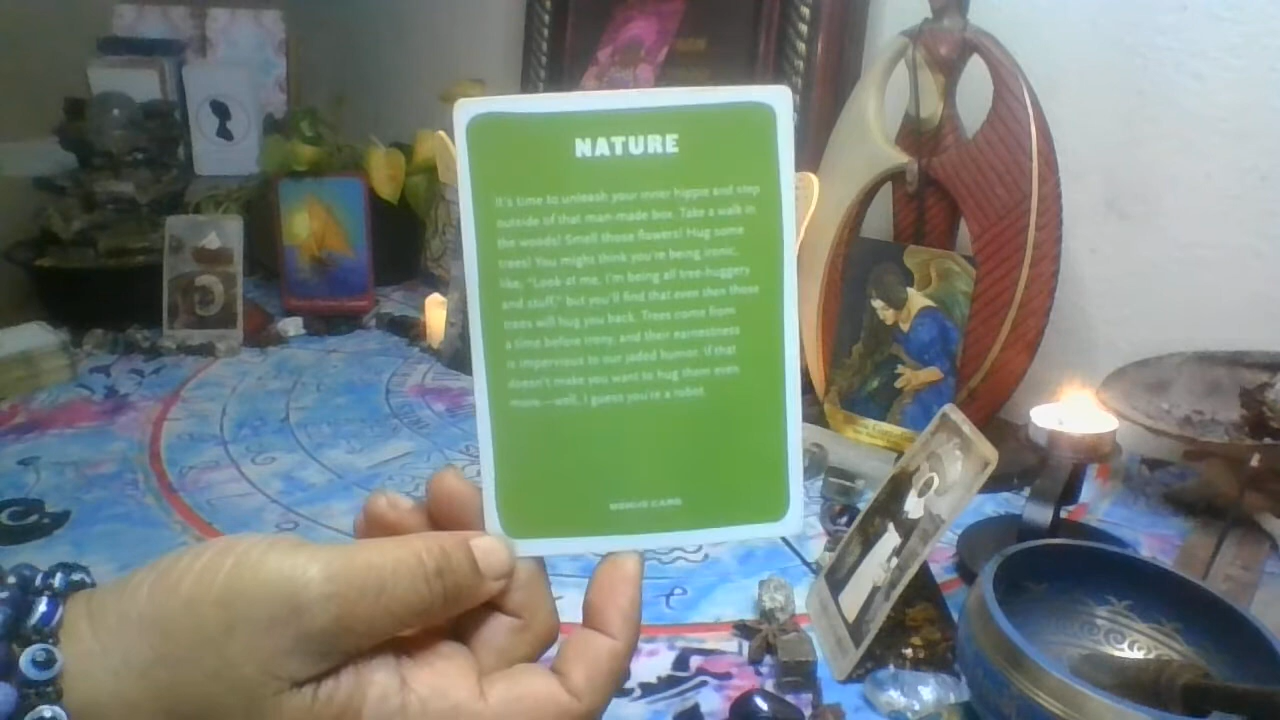 NATURE
It's time to unleash your inner hippie and step
outside of that man-made box. Take a walk in
the woods! Smell those flowers! Hug some
trees! You might think you're being ironic,
like, "Look at me, I'm being all tree-huggery
and stuff," but you'll find that even then those
trees will hug you back. Trees come from
a time before irony, and their earnestness
is impervious to our jaded humor. If that
doesn't make you want to hug them even
more—well, I guess you're a robot.
BONUS CARD